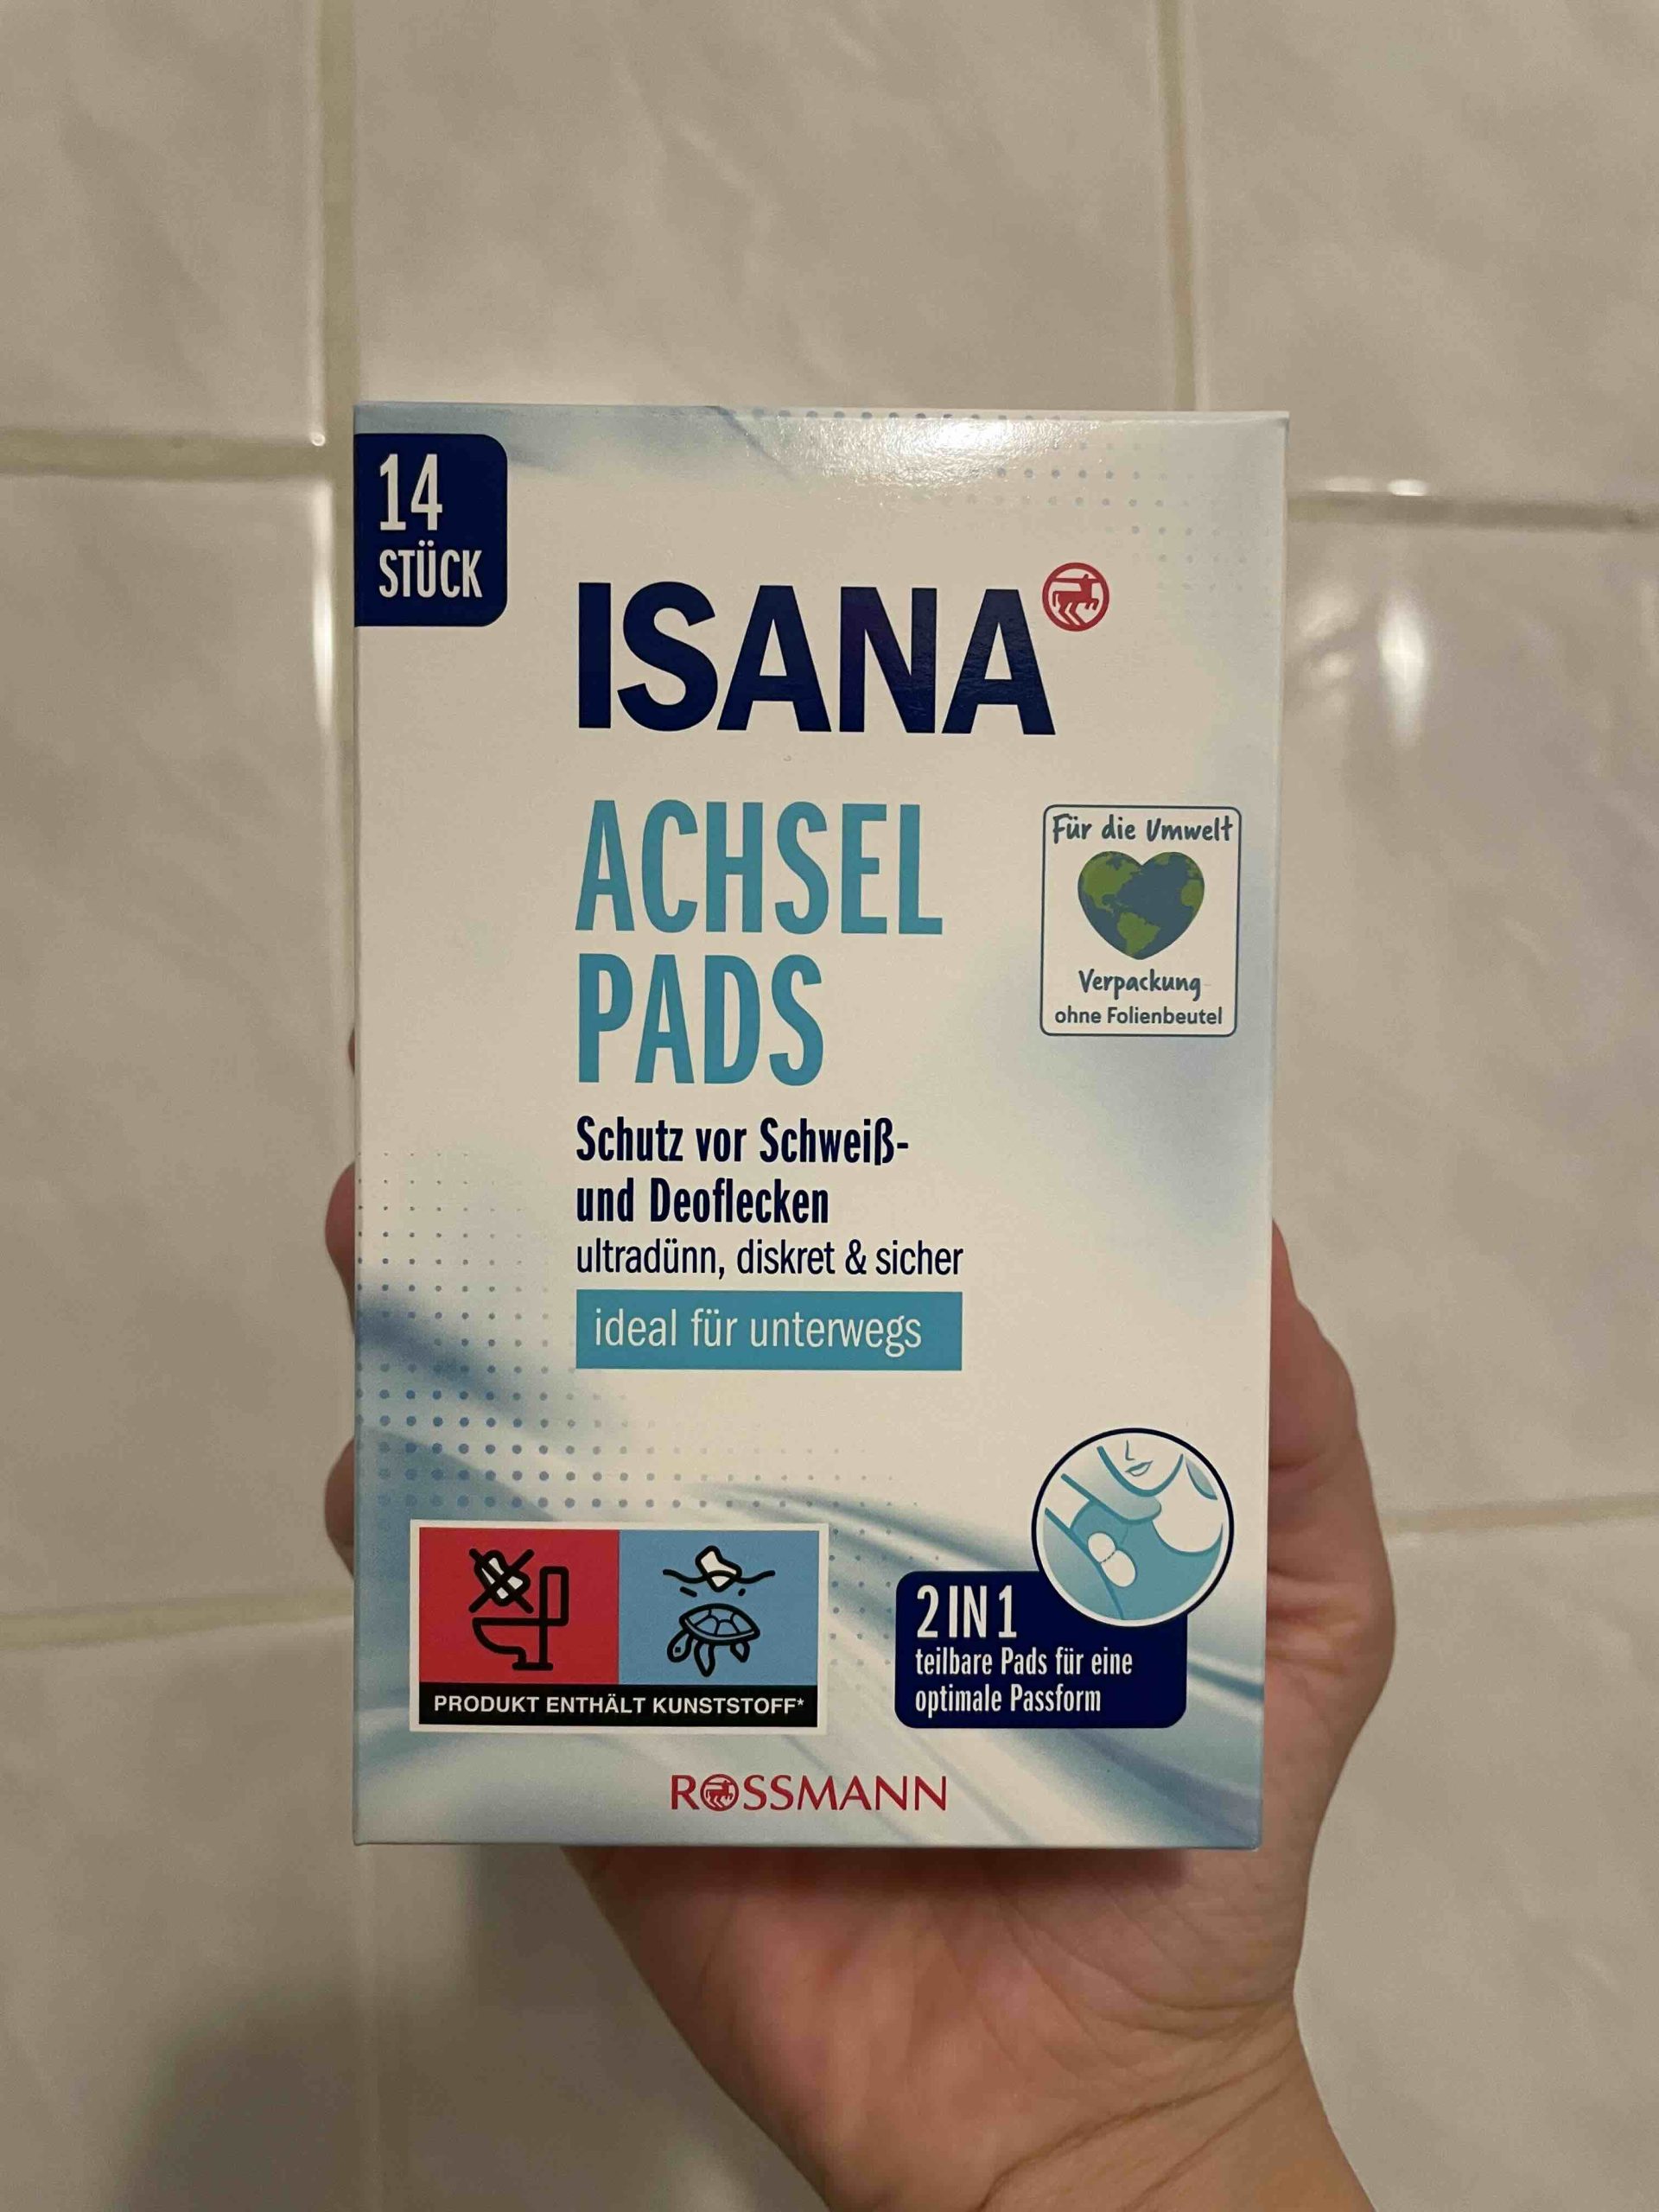 14
STÜCK
ISANA
ACHSEL
PADS
Für die Umwelt
Verpackung
ohne Folienbeutel
Schutz vor Schweiß-
und Deoflecken
ultradünn, diskret & sicher
ideal für unterwegs
PRODUKT ENTHÄLT KUNSTSTOFF*
2 IN 1
teilbare Pads für eine
optimale Passform
ROSSMANN